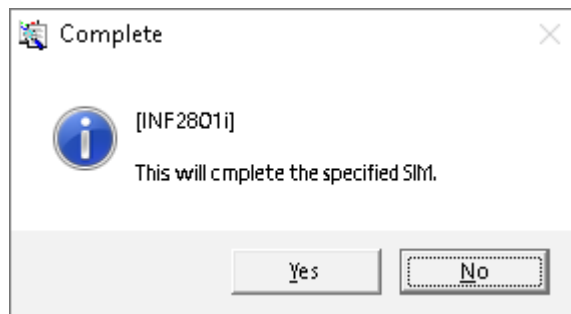 Complete
[INF2801i]
This will cmplete the specified SIM.
Yes
No